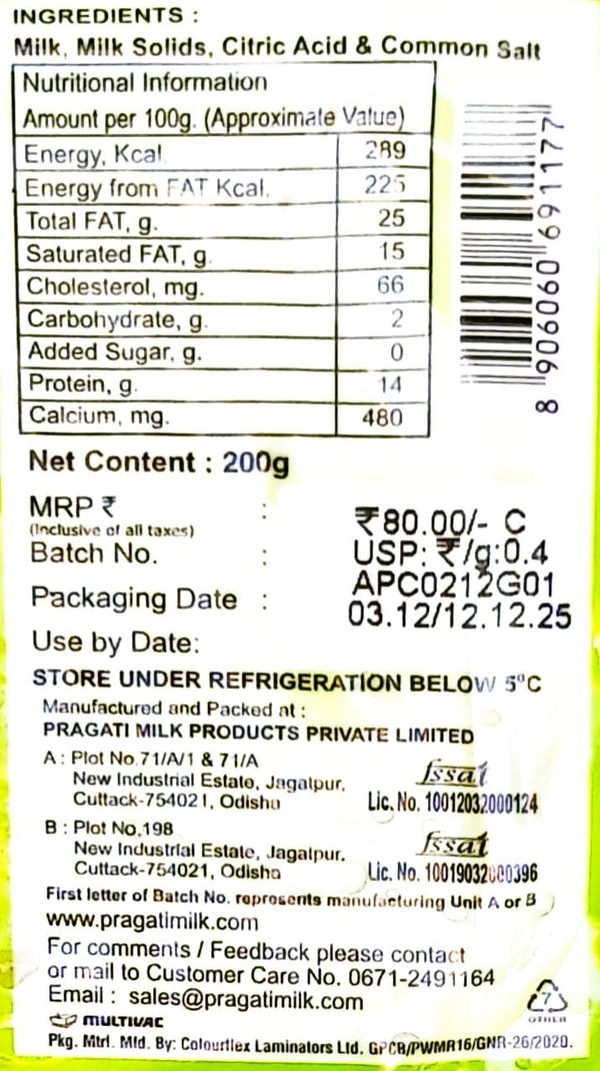 INGREDIENTS :
Milk, Milk Solids, Citric Acid & Common Salt
Nutritional Information
Amount per 100g. (Approximate Value)
Energy, Kcal. 289
Energy from FAT Kcal. 225
Total FAT, g. 25
Saturated FAT, g. 15
Cholesterol, mg. 66
Carbohydrate, g. 2
Added Sugar, g. 0
Protein, g. 14
Calcium, mg. 480
8 906060 691177
Net Content : 200g
MRP ₹ : ₹80.00/- C
(Inclusive of all taxes) USP: ₹/g:0.4
Batch No. : APC0212G01
Packaging Date : 03.12/12.12.25
Use by Date:
STORE UNDER REFRIGERATION BELOW 5°C
Manufactured and Packed at :
PRAGATI MILK PRODUCTS PRIVATE LIMITED
A : Plot No.71/A/1 & 71/A
New Industrial Estate, Jagatpur,
Cuttack-754021, Odisha
fssai
Lic. No. 10012032000124
B : Plot No.198
New Industrial Estate, Jagatpur,
Cuttack-754021, Odisha
fssai
Lic. No. 10019032000396
First letter of Batch No. represents manufacturing Unit A or B
www.pragatimilk.com
For comments / Feedback please contact
or mail to Customer Care No. 0671-2491164
Email : sales@pragatimilk.com
7
OTHER
MULTIVAC
Pkg. Mtrl. Mfd. By: Colourflex Laminators Ltd. GPCB/PWMR16/GNR-26/2020.